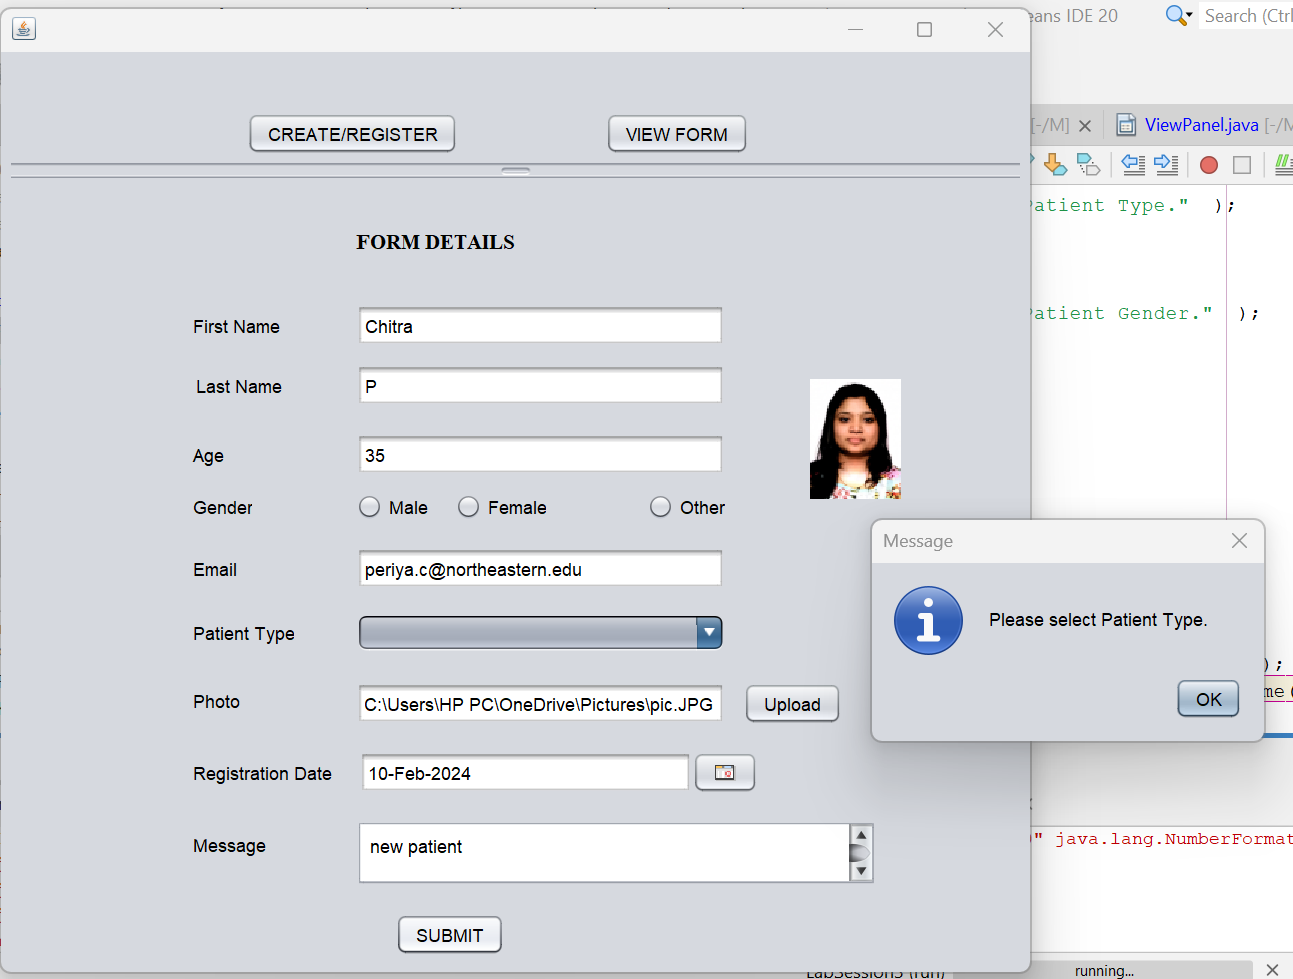 eans IDE 20
Search (Ctrl
CREATE/REGISTER
VIEW FORM
[-/M]
ViewPanel.java [-/M
Patient Type." );
Patient Gender." );
FORM DETAILS
First Name
Chitra
Last Name
P
Age
35
Gender
Male
Female
Other
Email
periya.c@northeastern.edu
Patient Type
Photo
C:\Users\HP PC\OneDrive\Pictures\pic.JPG
Upload
Registration Date
10-Feb-2024
Message
new patient
SUBMIT
Message
Please select Patient Type.
OK
);
me(
" java.lang.NumberFormat
LabSession3 (run)
running...